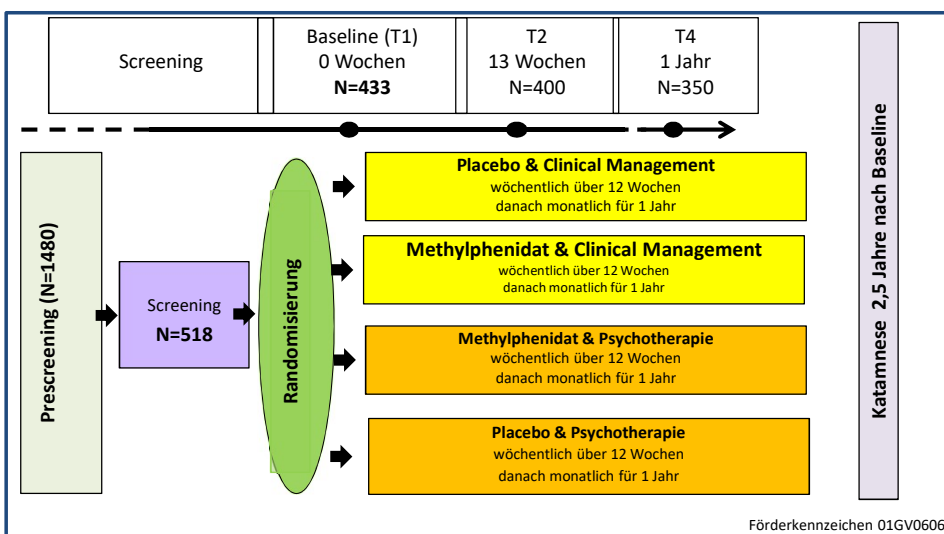 Screening
Baseline (T1)
0 Wochen
N=433
T2
13 Wochen
N=400
T4
1 Jahr
N=350
Prescreening (N=1480)
Screening
N=518
Randomisierung
Placebo & Clinical Management
wöchentlich über 12 Wochen
danach monatlich für 1 Jahr
Methylphenidat & Clinical Management
wöchentlich über 12 Wochen
danach monatlich für 1 Jahr
Methylphenidat & Psychotherapie
wöchentlich über 12 Wochen
danach monatlich für 1 Jahr
Placebo & Psychotherapie
wöchentlich über 12 Wochen
danach monatlich für 1 Jahr
Katamnese 2,5 Jahre nach Baseline
Förderkennzeichen 01GV0606